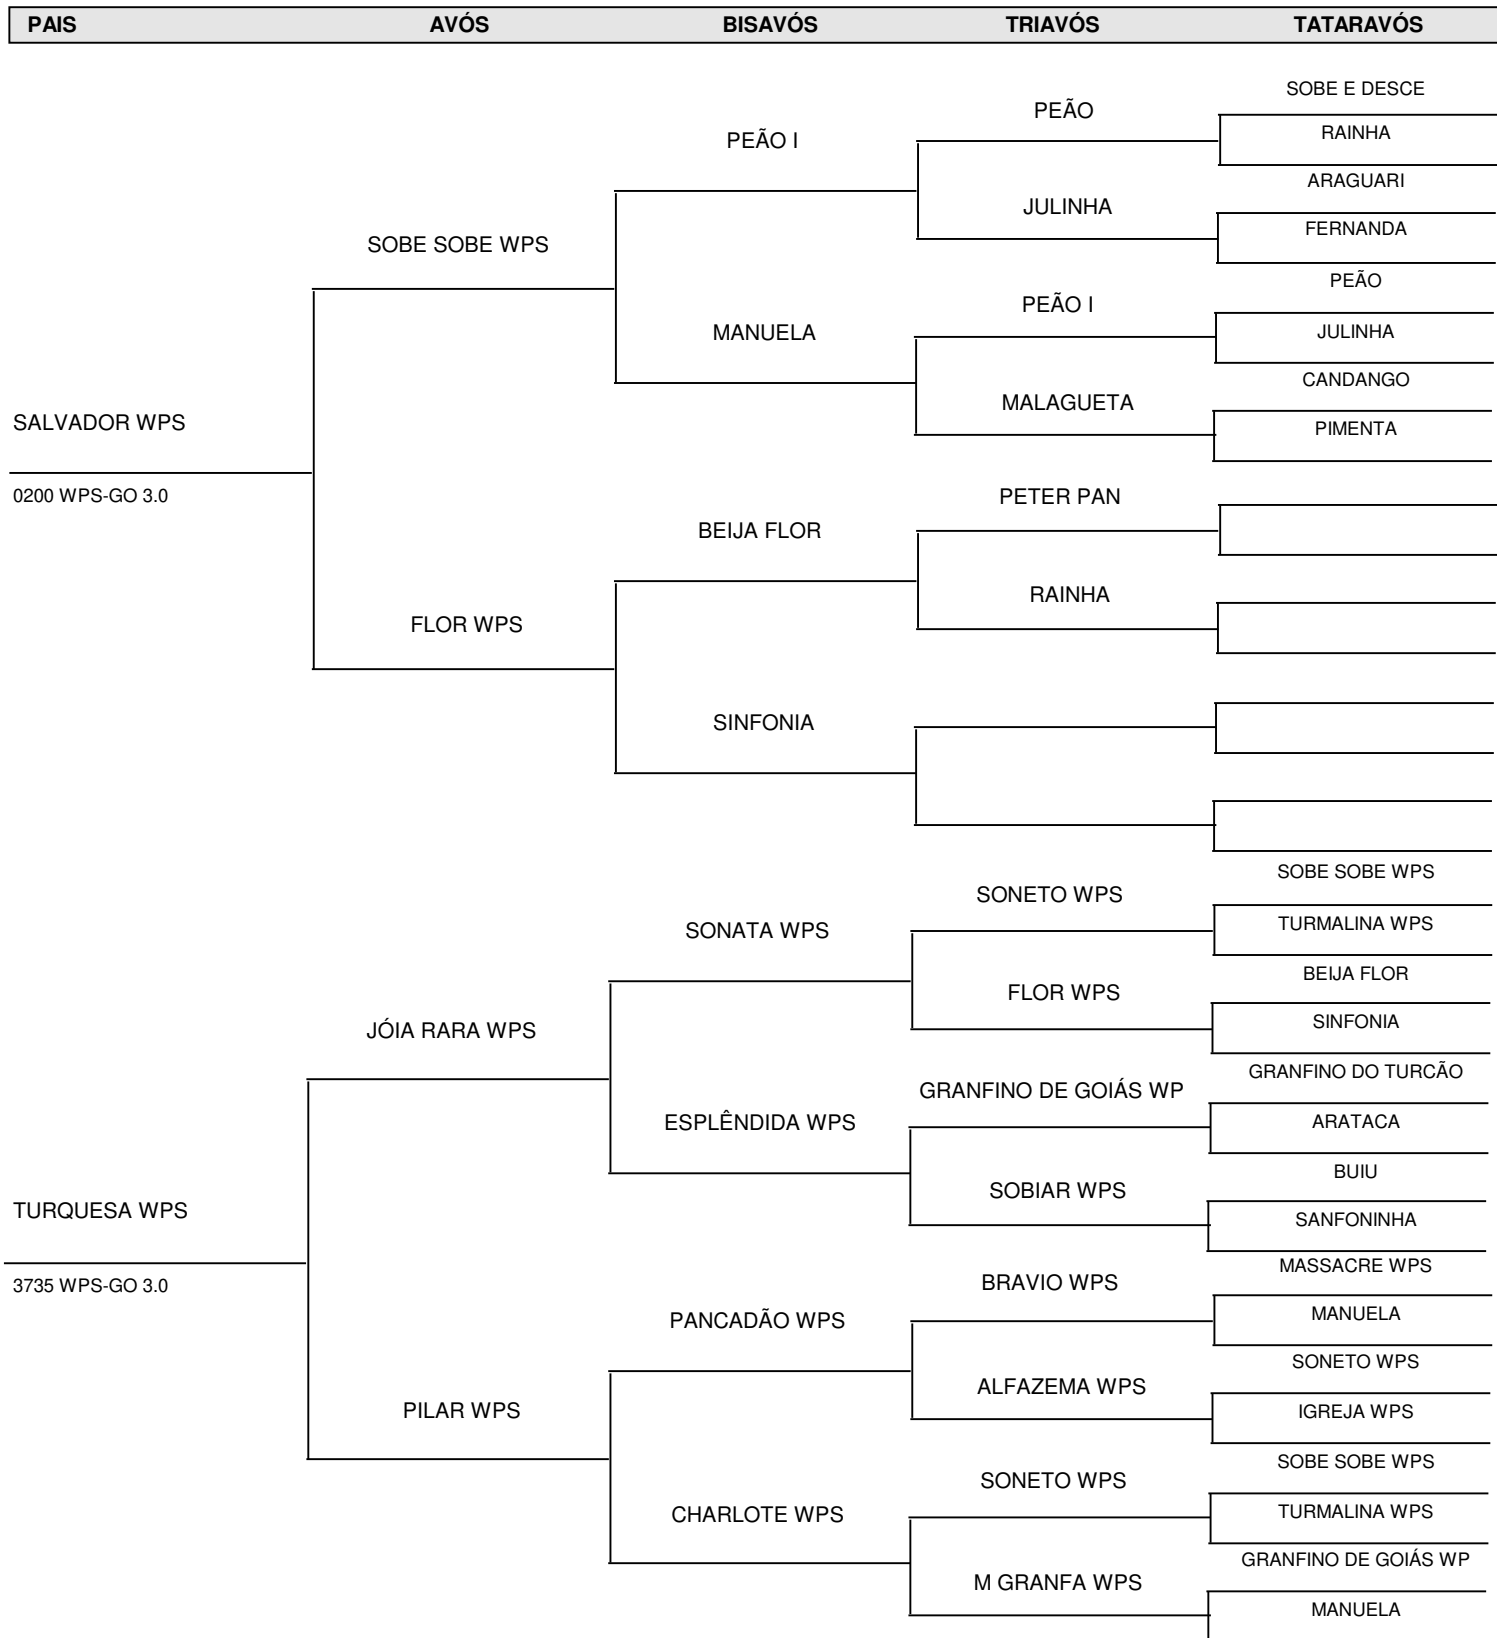 PAIS AVÓS BISAVÓS TRIAVÓS TATARAVÓS
SOBE E DESCE
PEÃO
RAINHA
PEÃO I
ARAGUARI
JULINHA
FERNANDA
SOBE SOBE WPS
PEÃO
PEÃO I
JULINHA
MANUELA
CANDANGO
MALAGUETA
SALVADOR WPS
PIMENTA
0200 WPS-GO 3.0
PETER PAN
BEIJA FLOR
RAINHA
FLOR WPS
SINFONIA
SOBE SOBE WPS
SONETO WPS
TURMALINA WPS
SONATA WPS
BEIJA FLOR
FLOR WPS
SINFONIA
JÓIA RARA WPS
GRANFINO DO TURCÃO
GRANFINO DE GOIÁS WP
ARATACA
ESPLÊNDIDA WPS
BUIU
SOBIAR WPS
TURQUESA WPS
SANFONINHA
MASSACRE WPS
3735 WPS-GO 3.0
BRAVIO WPS
MANUELA
PANCADÃO WPS
SONETO WPS
ALFAZEMA WPS
PILAR WPS
IGREJA WPS
SOBE SOBE WPS
SONETO WPS
TURMALINA WPS
CHARLOTE WPS
GRANFINO DE GOIÁS WP
M GRANFA WPS
MANUELA